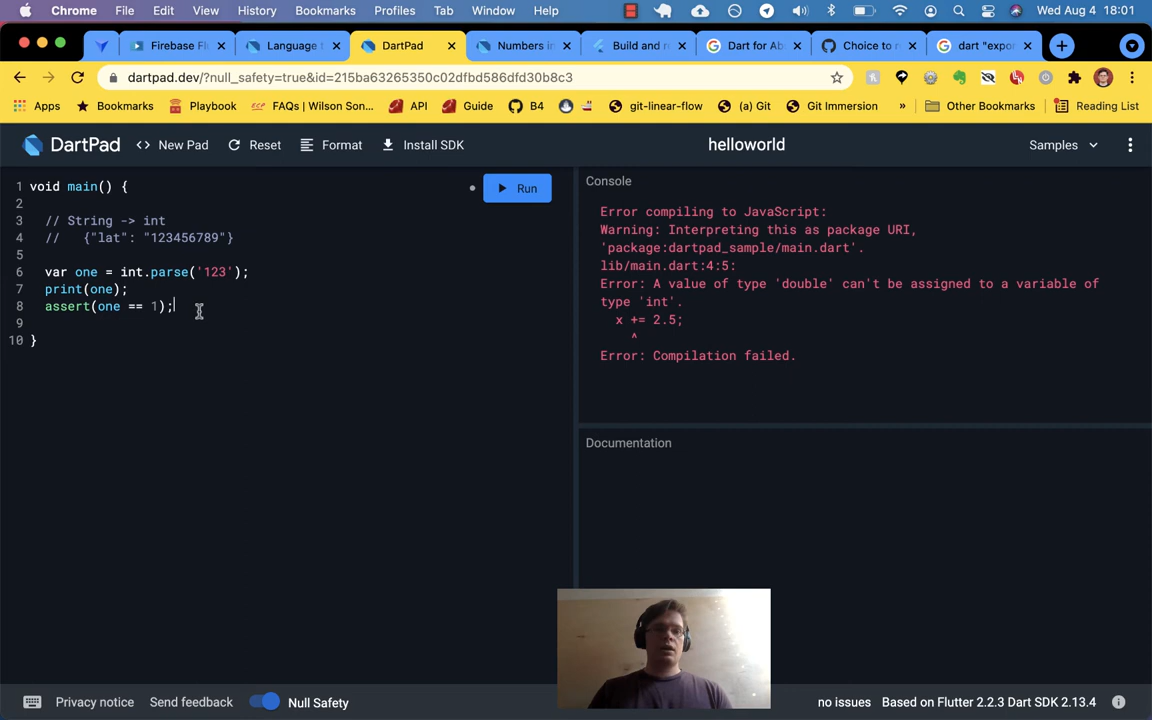 Chrome File Edit View History Bookmarks Profiles Tab Window Help Wed Aug 4 18:01
Firebase Fl
Language
DartPad
Numbers in
Build and r
Dart for Ab
Choice to r
dart "expor
dartpad.dev/?null_safety=true&id=215ba63265350c02dfbd586dfd30b8c3
Apps Bookmarks Playbook FAQs | Wilson Son... API Guide B4 git-linear-flow (a) Git Git Immersion » Other Bookmarks Reading List
DartPad <> New Pad Reset Format Install SDK helloworld Samples
1 void main() {
2
3 // String -> int
4 //   {"lat": "123456789"}
5
6 var one = int.parse('123');
7 print(one);
8 assert(one == 1);
9
10 }
Run
Console
Error compiling to JavaScript:
Warning: Interpreting this as package URI,
'package:dartpad_sample/main.dart'.
lib/main.dart:4:5:
Error: A value of type 'double' can't be assigned to a variable of
type 'int'.
x += 2.5;
^
Error: Compilation failed.
Documentation
Privacy notice Send feedback Null Safety no issues Based on Flutter 2.2.3 Dart SDK 2.13.4